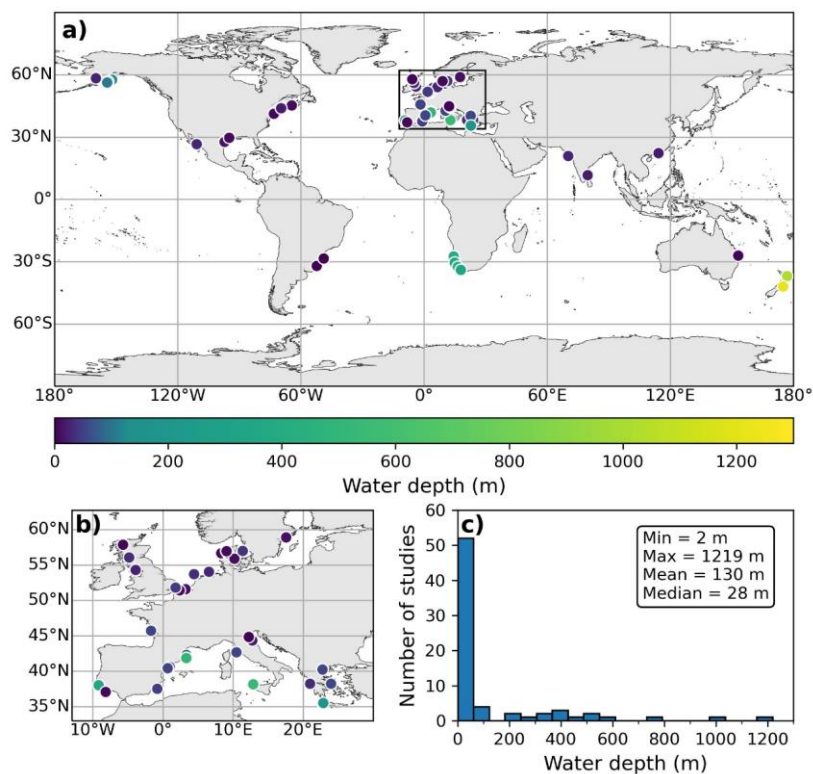 a)
60°N
30°N
0°
30°S
60°S
180° 120°W 60°W 0° 60°E 120°E 180°
0 200 400 600 800 1000 1200
Water depth (m)
b)
60°N
55°N
50°N
45°N
40°N
35°N
10°W 0° 10°E 20°E
c)
Number of studies
60
50
40
30
20
10
0
Min = 2 m
Max = 1219 m
Mean = 130 m
Median = 28 m
0 200 400 600 800 1000 1200
Water depth (m)